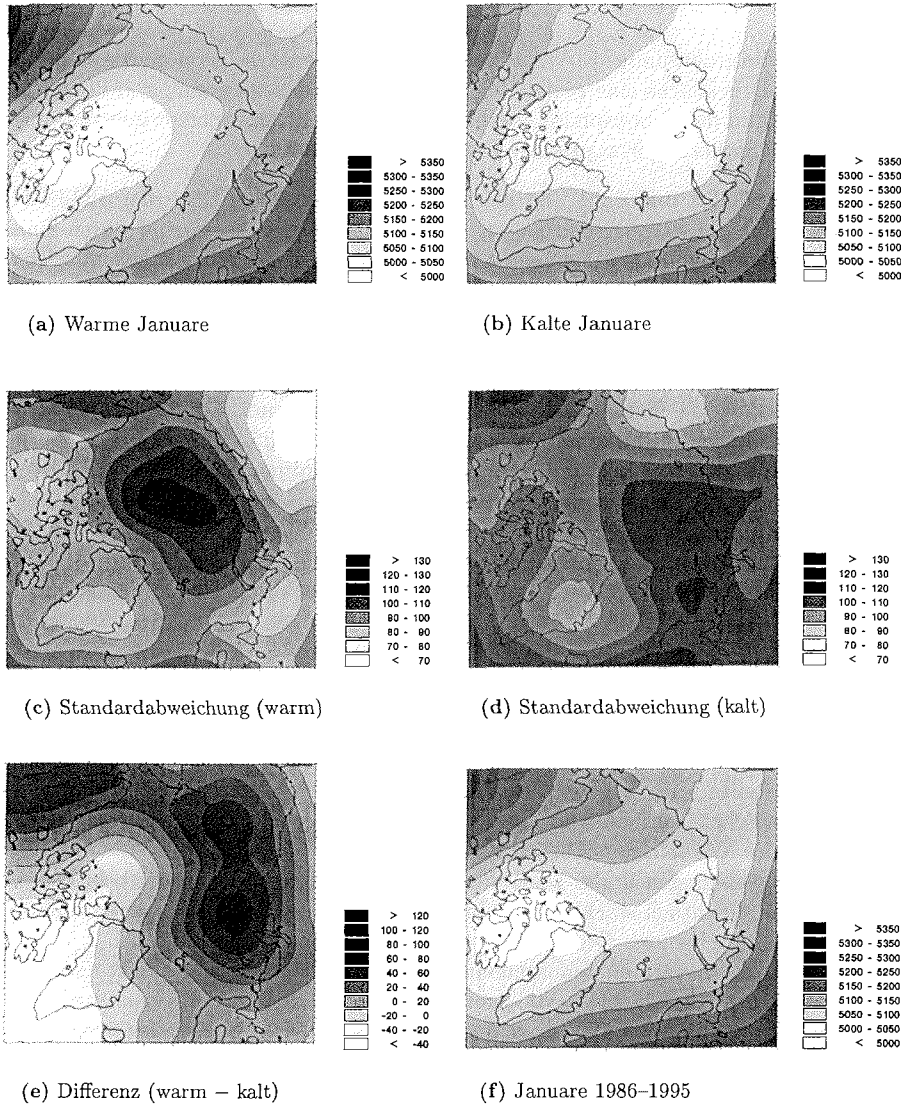 > 5350
5300 - 5350
5250 - 5300
5200 - 5250
5150 - 5200
5100 - 5150
5050 - 5100
5000 - 5050
< 5000
(a) Warme Januare
> 5350
5300 - 5350
5250 - 5300
5200 - 5250
5150 - 5200
5100 - 5150
5050 - 5100
5000 - 5050
< 5000
(b) Kalte Januare
> 130
120 - 130
110 - 120
100 - 110
90 - 100
80 - 90
70 - 80
< 70
(c) Standardabweichung (warm)
> 130
120 - 130
110 - 120
100 - 110
90 - 100
80 - 90
70 - 80
< 70
(d) Standardabweichung (kalt)
> 120
100 - 120
80 - 100
60 - 80
40 - 60
20 - 40
0 - 20
-20 - 0
-40 - -20
< -40
(e) Differenz (warm − kalt)
> 5350
5300 - 5350
5250 - 5300
5200 - 5250
5150 - 5200
5100 - 5150
5050 - 5100
5000 - 5050
< 5000
(f) Januare 1986–1995